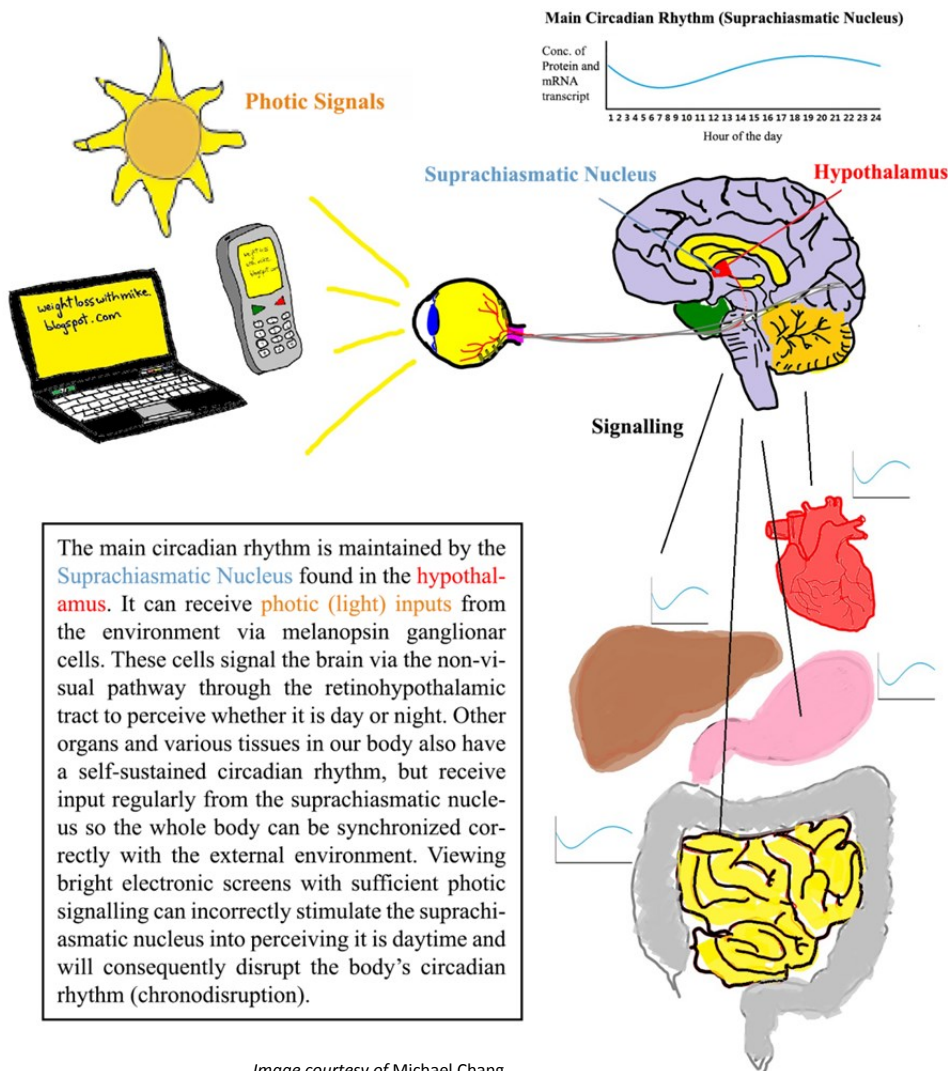 Main Circadian Rhythm (Suprachiasmatic Nucleus)
Conc. of
Protein and
mRNA
transcript
1 2 3 4 5 6 7 8 9 10 11 12 13 14 15 16 17 18 19 20 21 22 23 24
Hour of the day
Photic Signals
Suprachiasmatic Nucleus
Hypothalamus
weightlosswithmike.
blogspot.com
weight loss
with mike.
blogspot.com
Signalling
The main circadian rhythm is maintained by the
Suprachiasmatic Nucleus found in the hypothal-
amus. It can receive photic (light) inputs from
the environment via melanopsin ganglionar
cells. These cells signal the brain via the non-vi-
sual pathway through the retinohypothalamic
tract to perceive whether it is day or night. Other
organs and various tissues in our body also have
a self-sustained circadian rhythm, but receive
input regularly from the suprachiasmatic nucle-
us so the whole body can be synchronized cor-
rectly with the external environment. Viewing
bright electronic screens with sufficient photic
signalling can incorrectly stimulate the suprachi-
asmatic nucleus into perceiving it is daytime and
will consequently disrupt the body's circadian
rhythm (chronodisruption).
Image courtesy of Michael Chang